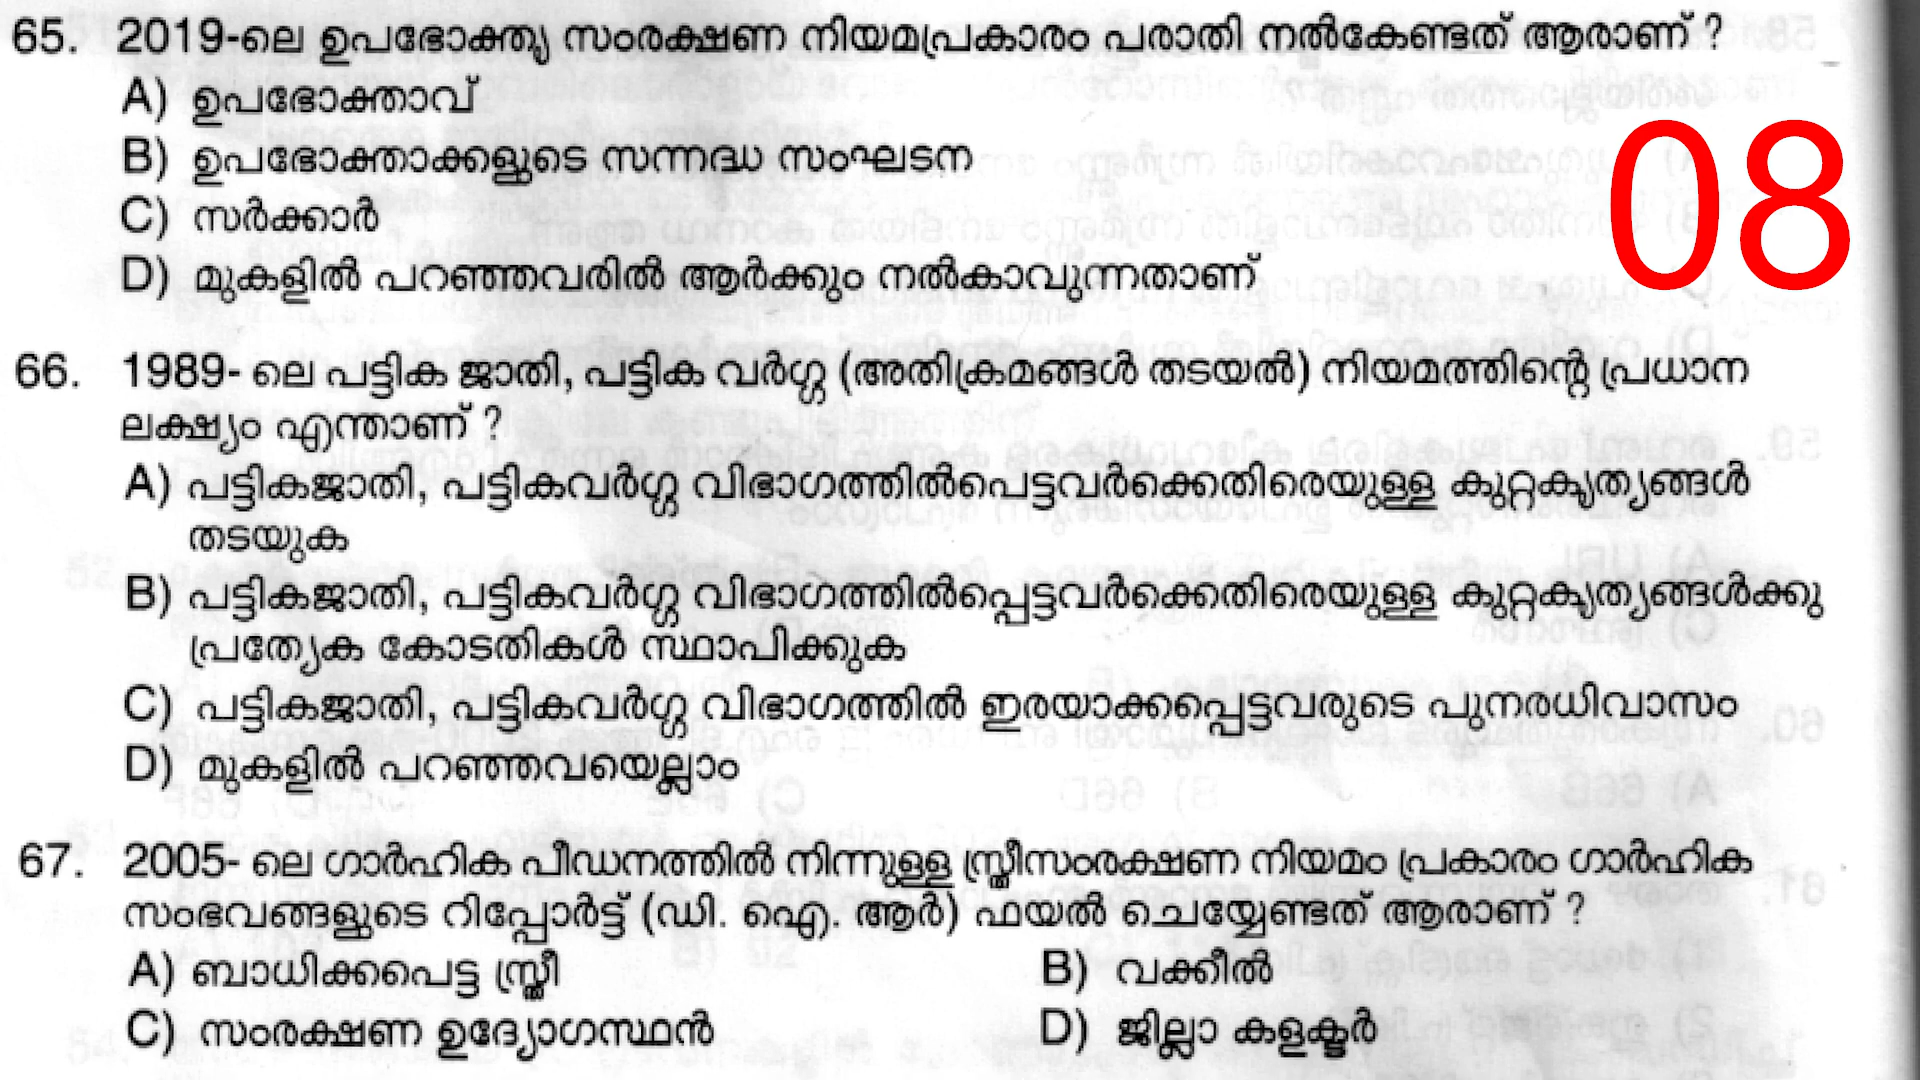 65. 2019-ലെ ഉപഭോക്തൃ സംരക്ഷണ നിയമപ്രകാരം പരാതി നൽകേണ്ടത് ആരാണ് ?
A) ഉപഭോക്താവ്
B) ഉപഭോക്താക്കളുടെ സന്നദ്ധ സംഘടന
C) സർക്കാർ
D) മുകളിൽ പറഞ്ഞവരിൽ ആർക്കും നൽകാവുന്നതാണ്
08
66. 1989- ലെ പട്ടിക ജാതി, പട്ടിക വർഗ്ഗ (അതിക്രമങ്ങൾ തടയൽ) നിയമത്തിന്റെ പ്രധാന
ലക്ഷ്യം എന്താണ് ?
A) പട്ടികജാതി, പട്ടികവർഗ്ഗ വിഭാഗത്തിൽപെട്ടവർക്കെതിരെയുള്ള കുറ്റകൃത്യങ്ങൾ
തടയുക
B) പട്ടികജാതി, പട്ടികവർഗ്ഗ വിഭാഗത്തിൽപ്പെട്ടവർക്കെതിരെയുള്ള കുറ്റകൃത്യങ്ങൾക്കു
പ്രത്യേക കോടതികൾ സ്ഥാപിക്കുക
C) പട്ടികജാതി, പട്ടികവർഗ്ഗ വിഭാഗത്തിൽ ഇരയാക്കപ്പെട്ടവരുടെ പുനരധിവാസം
D) മുകളിൽ പറഞ്ഞവയെല്ലാം
67. 2005- ലെ ഗാർഹിക പീഡനത്തിൽ നിന്നുള്ള സ്ത്രീസംരക്ഷണ നിയമം പ്രകാരം ഗാർഹിക
സംഭവങ്ങളുടെ റിപ്പോർട്ട് (ഡി. ഐ. ആർ) ഫയൽ ചെയ്യേണ്ടത് ആരാണ് ?
A) ബാധിക്കപെട്ട സ്ത്രീ B) വക്കീൽ
C) സംരക്ഷണ ഉദ്യോഗസ്ഥൻ D) ജില്ലാ കളക്ടർ